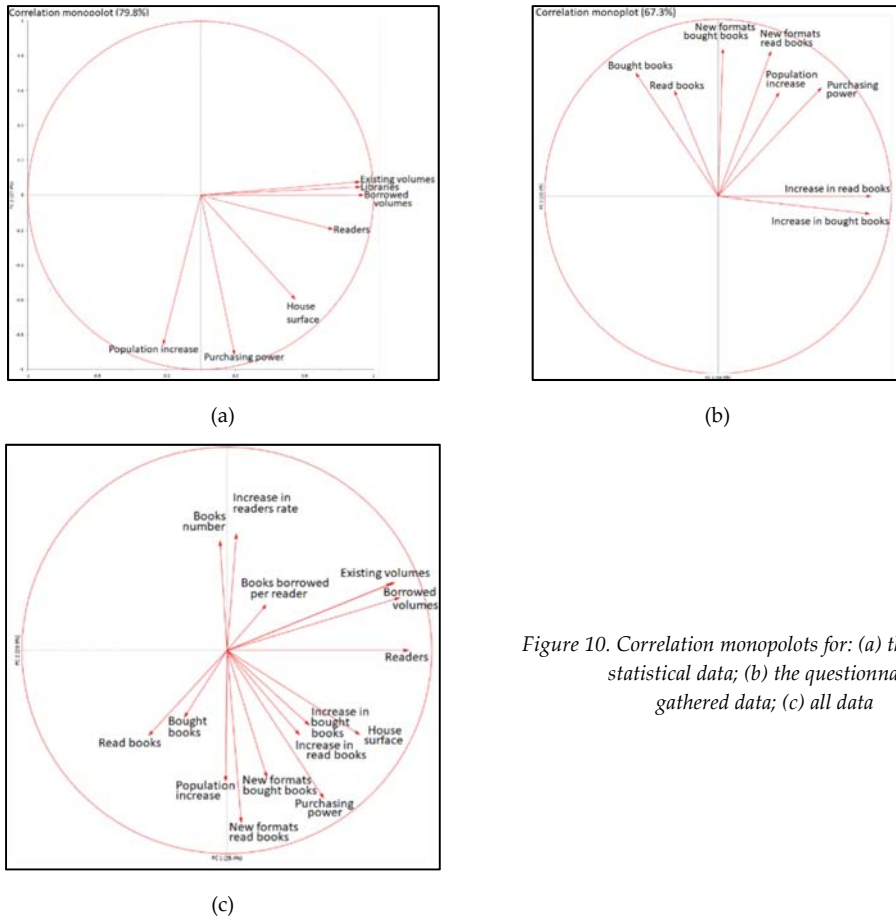 Correlation monopolot (79.8%)
Existing volumes
Libraries
Borrowed
volumes
Readers
House
surface
Population increase
Purchasing power
(a)
Correlation monoplot (67.3%)
New formats
bought books
New formats
read books
Bought books
Read books
Population
increase
Purchasing
power
Increase in read books
Increase in bought books
(b)
Increase in
readers rate
Books
number
Books borrowed
per reader
Existing volumes
Borrowed
volumes
Readers
Increase in
bought
books
Increase in
read books
House
surface
Bought
books
Read books
Population
increase
New formats
bought books
Purchasing
power
New formats
read books
(c)
Figure 10. Correlation monopolots for: (a)
statistical data; (b) the
gathered data; (c) all data